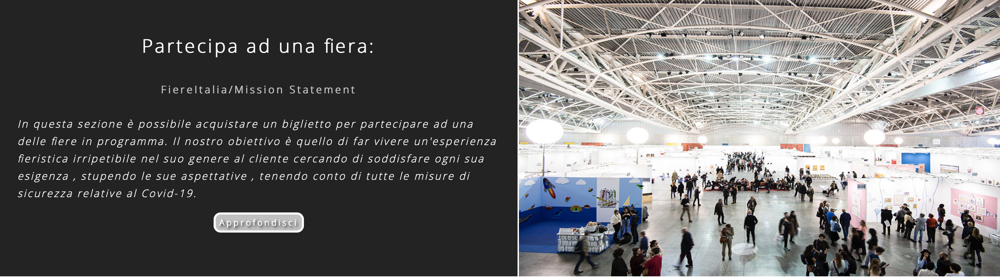 Partecipa ad una fiera:
FiereItalia/Mission Statement
In questa sezione è possibile acquistare un biglietto per partecipare ad una
delle fiere in programma. Il nostro obiettivo è quello di far vivere un'esperienza
fieristica irripetibile nel suo genere al cliente cercando di soddisfare ogni sua
esigenza , stupendo le sue aspettative , tenendo conto di tutte le misure di
sicurezza relative al Covid-19.
Approfondisci